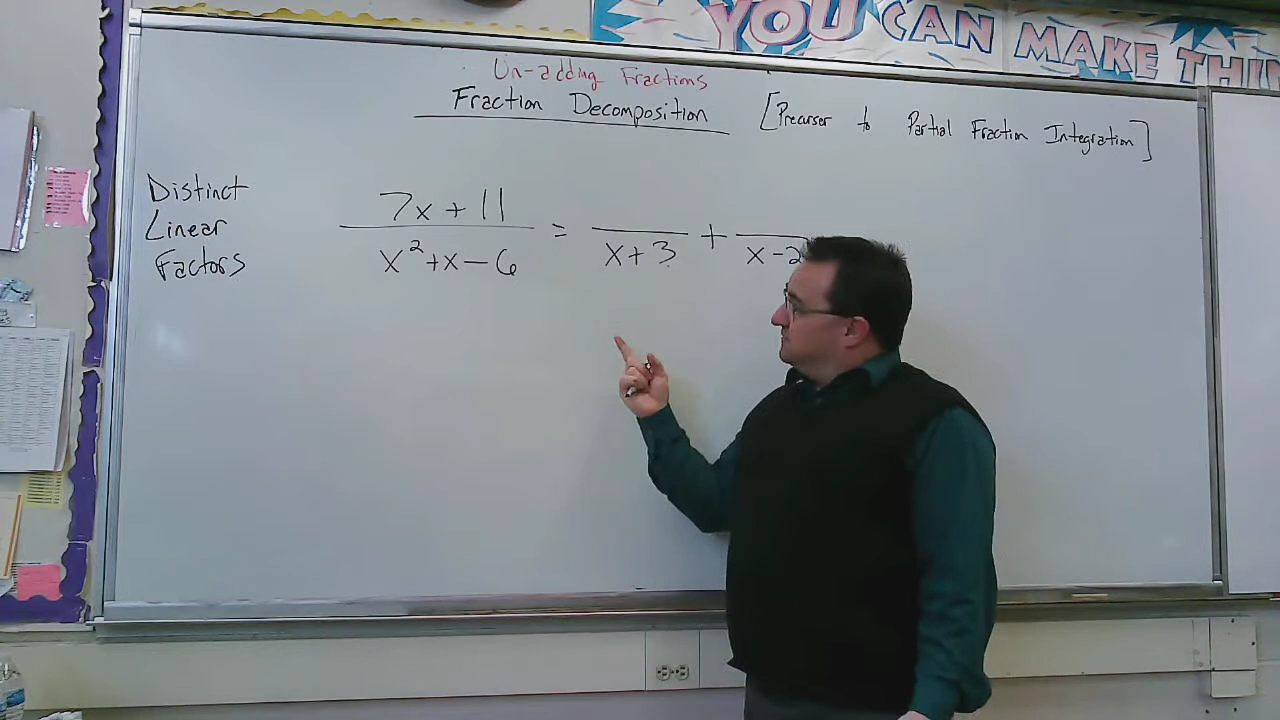 YOU CAN MAKE THIN
Un-adding Fractions
Fraction Decomposition [Precursor to Partial Fraction Integration]
Distinct
Linear
Factors
7x + 11
x² + x - 6
=
x + 3
+
x - 2